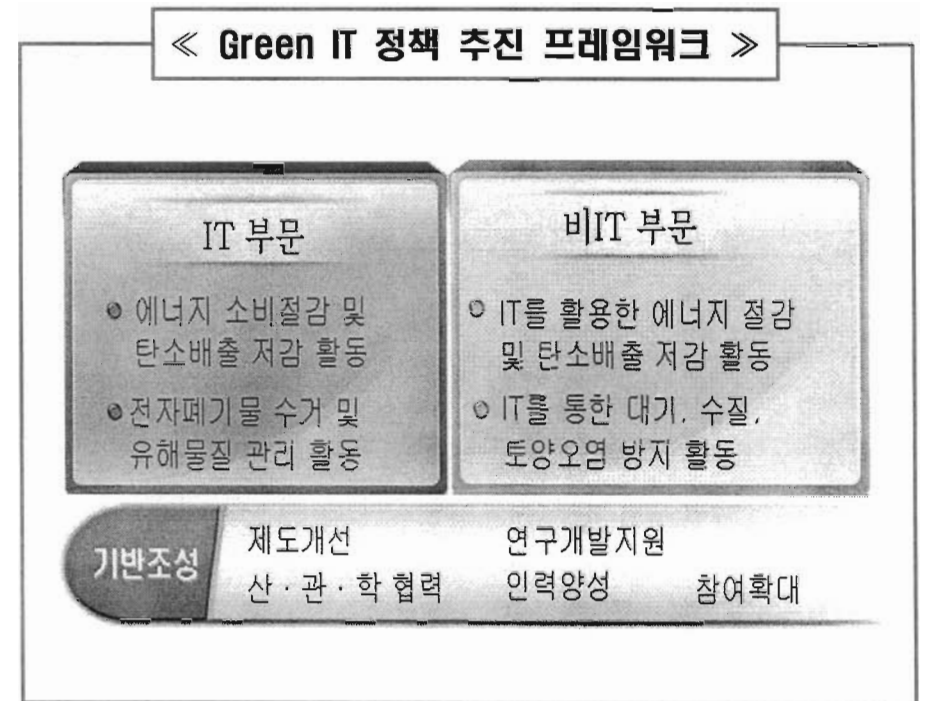 ≪ Green IT 정책 추진 프레임워크 ≫
IT 부문
에너지 소비절감 및
탄소배출 저감 활동
전자폐기물 수거 및
유해물질 관리 활동
비IT 부문
IT를 활용한 에너지 절감
및 탄소배출 저감 활동
IT를 통한 대기, 수질,
토양오염 방지 활동
기반조성
제도개선 연구개발지원
산·관·학 협력 인력양성 참여확대